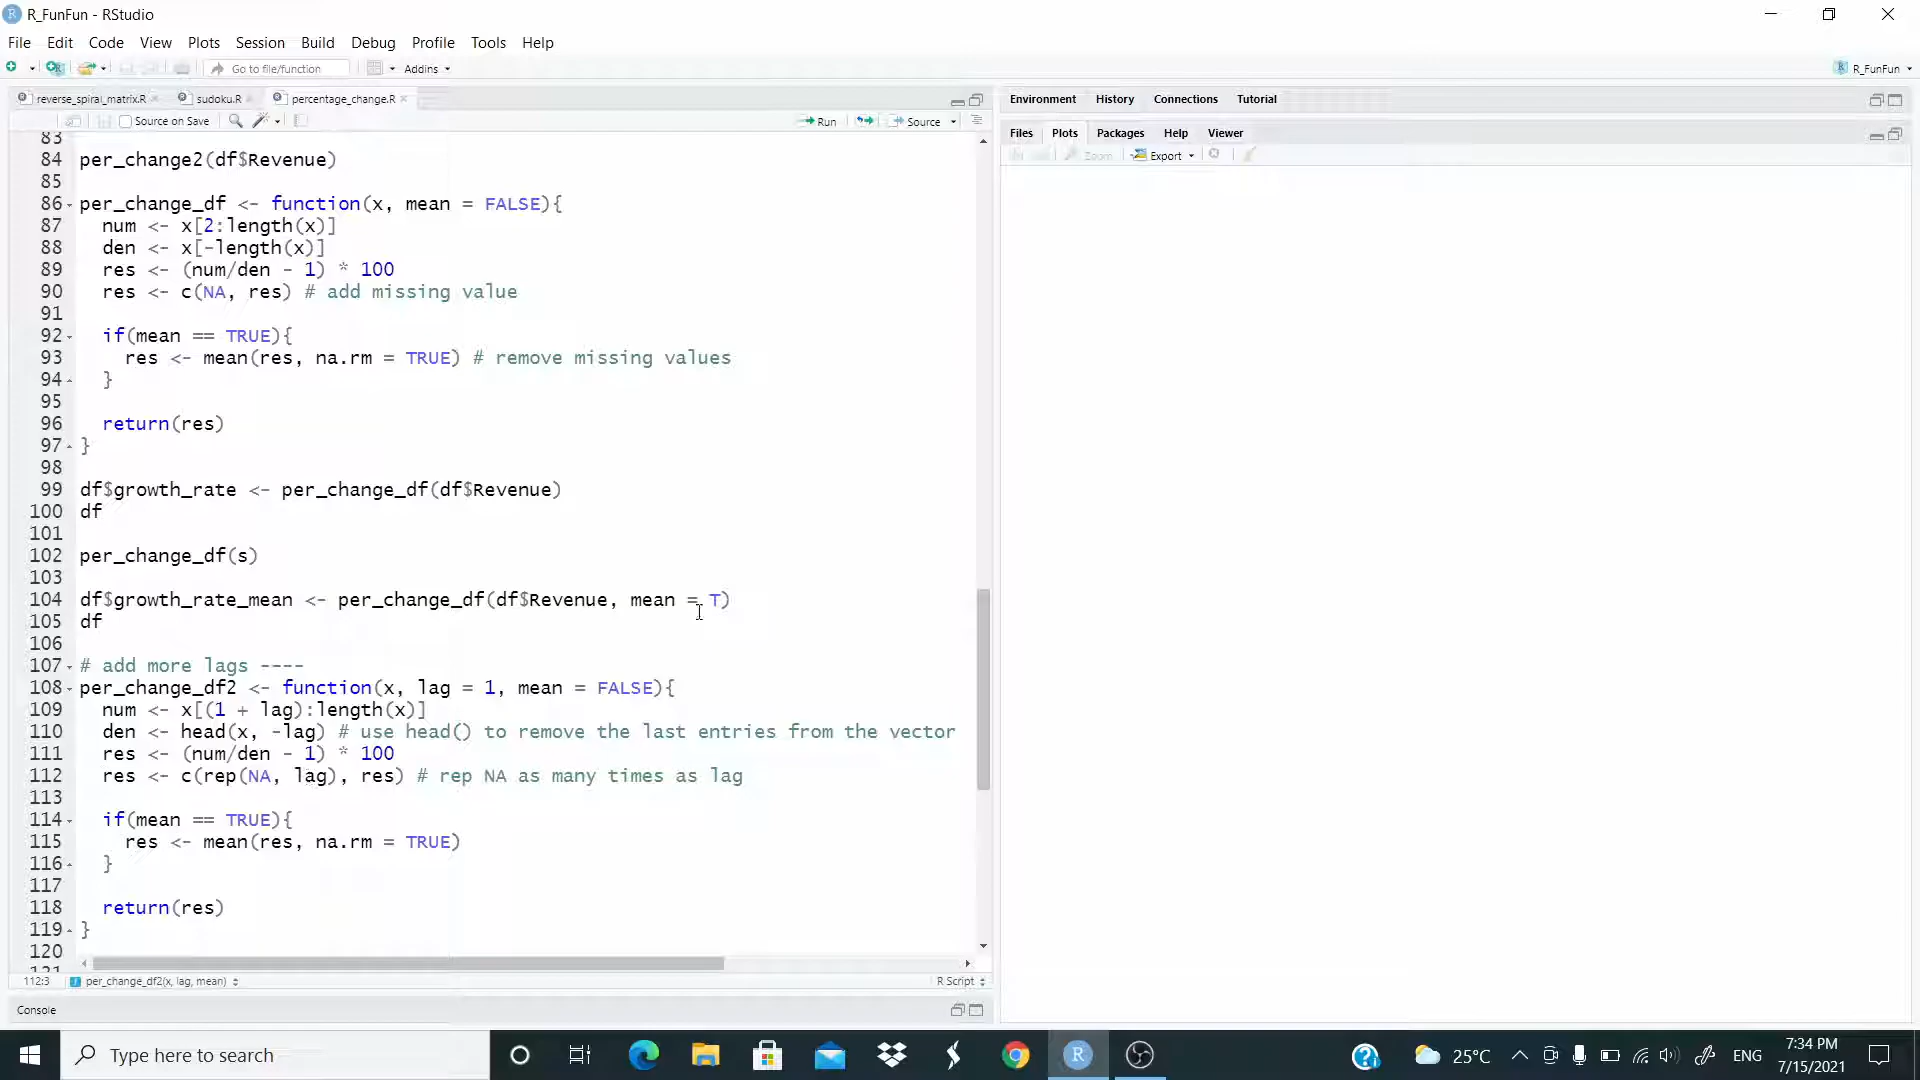 R_FunFun - RStudio
File Edit Code View Plots Session Build Debug Profile Tools Help
Go to file/function Addins R_FunFun
reverse_spiral_matrix.R sudoku.R percentage_change.R
Source on Save Run Source
83
84 per_change2(df$Revenue)
85
86 per_change_df <- function(x, mean = FALSE){
87 num <- x[2:length(x)]
88 den <- x[-length(x)]
89 res <- (num/den - 1) * 100
90 res <- c(NA, res) # add missing value
91
92 if(mean == TRUE){
93 res <- mean(res, na.rm = TRUE) # remove missing values
94 }
95
96 return(res)
97 }
98
99 df$growth_rate <- per_change_df(df$Revenue)
100 df
101
102 per_change_df(s)
103
104 df$growth_rate_mean <- per_change_df(df$Revenue, mean = T)
105 df
106
107 # add more lags ----
108 per_change_df2 <- function(x, lag = 1, mean = FALSE){
109 num <- x[(1 + lag):length(x)]
110 den <- head(x, -lag) # use head() to remove the last entries from the vector
111 res <- (num/den - 1) * 100
112 res <- c(rep(NA, lag), res) # rep NA as many times as lag
113
114 if(mean == TRUE){
115 res <- mean(res, na.rm = TRUE)
116 }
117
118 return(res)
119 }
120
121
112:3 per_change_df2(x, lag, mean) R Script
Console
Environment History Connections Tutorial
Files Plots Packages Help Viewer
Zoom Export
Type here to search
25°C ENG
7:34 PM
7/15/2021